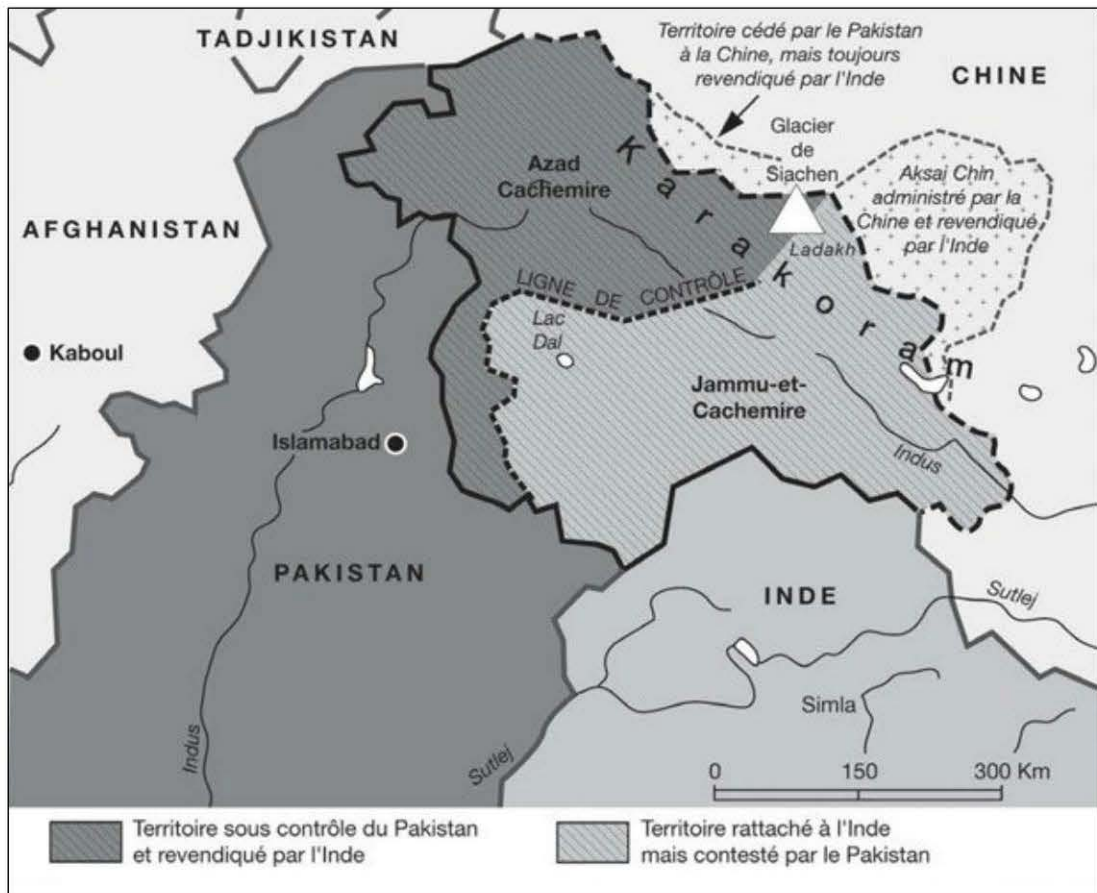 TADJIKISTAN
Territoire cédé par le Pakistan
à la Chine, mais toujours
revendiqué par l'Inde
CHINE
Glacier
de
Siachen
Azad
Cachemire
Karakoram
Aksai Chin
administré par la
Chine et revendiqué
par l'Inde
AFGHANISTAN
Ladakh
LIGNE DE CONTRÔLE
Lac
Dal
Kaboul
Jammu-et-
Cachemire
Islamabad
Indus
PAKISTAN
INDE
Sutlej
Simla
Indus
Sutlej
0 150 300 Km
Territoire sous contrôle du Pakistan
et revendiqué par l'Inde
Territoire rattaché à l'Inde
mais contesté par le Pakistan